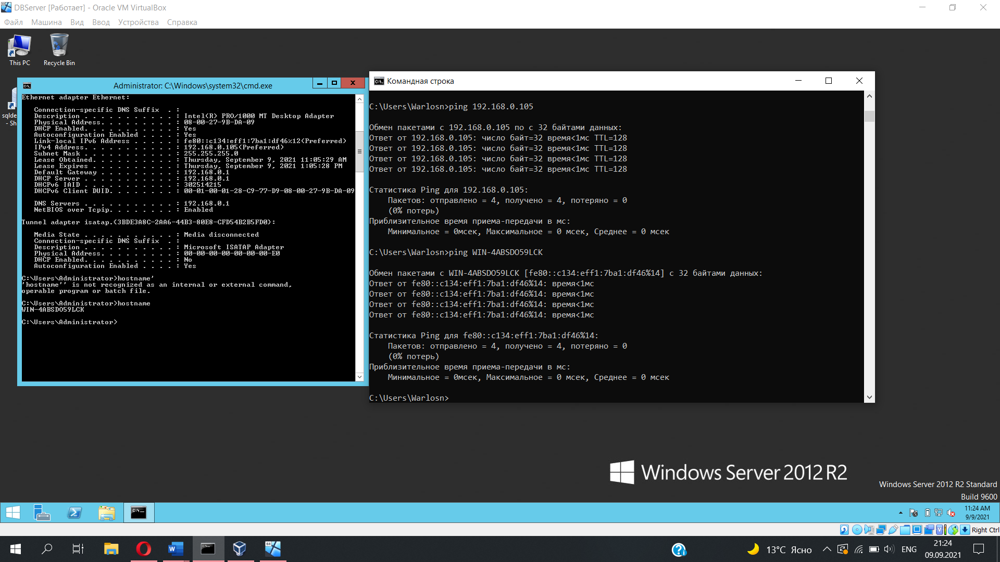 DBServer [Работает] - Oracle VM VirtualBox
Файл Машина Вид Ввод Устройства Справка
This PC
Recycle Bin
sqlde
- Sh
Administrator: C:\Windows\system32\cmd.exe
Ethernet adapter Ethernet:
Connection-specific DNS Suffix . :
Description . . . . . . . . . . . : Intel(R) PRO/1000 MT Desktop Adapter
Physical Address. . . . . . . . . : 08-00-27-9B-DA-09
DHCP Enabled. . . . . . . . . . . : Yes
Autoconfiguration Enabled . . . . : Yes
Link-local IPv6 Address . . . . . : fe80::c134:eff1:7ba1:df46%12(Preferred)
IPv4 Address. . . . . . . . . . . : 192.168.0.105(Preferred)
Subnet Mask . . . . . . . . . . . : 255.255.255.0
Lease Obtained. . . . . . . . . . : Thursday, September 9, 2021 11:05:29 AM
Lease Expires . . . . . . . . . . : Thursday, September 9, 2021 1:05:28 PM
Default Gateway . . . . . . . . . : 192.168.0.1
DHCP Server . . . . . . . . . . . : 192.168.0.1
DHCPv6 IAID . . . . . . . . . . . : 302514215
DHCPv6 Client DUID. . . . . . . . : 00-01-00-01-28-C9-77-D9-08-00-27-9B-DA-09
DNS Servers . . . . . . . . . . . : 192.168.0.1
NetBIOS over Tcpip. . . . . . . . : Enabled
Tunnel adapter isatap.{3BDE3A8C-2AA6-44B3-80E8-CFD54B2B5FD0}:
Media State . . . . . . . . . . . : Media disconnected
Connection-specific DNS Suffix . :
Description . . . . . . . . . . . : Microsoft ISATAP Adapter
Physical Address. . . . . . . . . : 00-00-00-00-00-00-00-E0
DHCP Enabled. . . . . . . . . . . : No
Autoconfiguration Enabled . . . . : Yes
C:\Users\Administrator>hostname'
'hostname'' is not recognized as an internal or external command,
operable program or batch file.
C:\Users\Administrator>hostname
WIN-4ABSDO59LCK
C:\Users\Administrator>
Командная строка
C:\Users\Warlosn>ping 192.168.0.105
Обмен пакетами с 192.168.0.105 по с 32 байтами данных:
Ответ от 192.168.0.105: число байт=32 время<1мс TTL=128
Ответ от 192.168.0.105: число байт=32 время<1мс TTL=128
Ответ от 192.168.0.105: число байт=32 время<1мс TTL=128
Ответ от 192.168.0.105: число байт=32 время<1мс TTL=128
Статистика Ping для 192.168.0.105:
Пакетов: отправлено = 4, получено = 4, потеряно = 0
(0% потерь)
Приблизительное время приема-передачи в мс:
Минимальное = 0мсек, Максимальное = 0 мсек, Среднее = 0 мсек
C:\Users\Warlosn>ping WIN-4ABSDO59LCK
Обмен пакетами с WIN-4ABSDO59LCK [fe80::c134:eff1:7ba1:df46%14] с 32 байтами данных:
Ответ от fe80::c134:eff1:7ba1:df46%14: время<1мс
Ответ от fe80::c134:eff1:7ba1:df46%14: время<1мс
Ответ от fe80::c134:eff1:7ba1:df46%14: время<1мс
Ответ от fe80::c134:eff1:7ba1:df46%14: время<1мс
Статистика Ping для fe80::c134:eff1:7ba1:df46%14:
Пакетов: отправлено = 4, получено = 4, потеряно = 0
(0% потерь)
Приблизительное время приема-передачи в мс:
Минимальное = 0мсек, Максимальное = 0 мсек, Среднее = 0 мсек
C:\Users\Warlosn>
Windows Server 2012 R2
Windows Server 2012 R2 Standard
Build 9600
11:24 AM
9/9/2021
Right Ctrl
13°C Ясно
ENG
21:24
09.09.2021